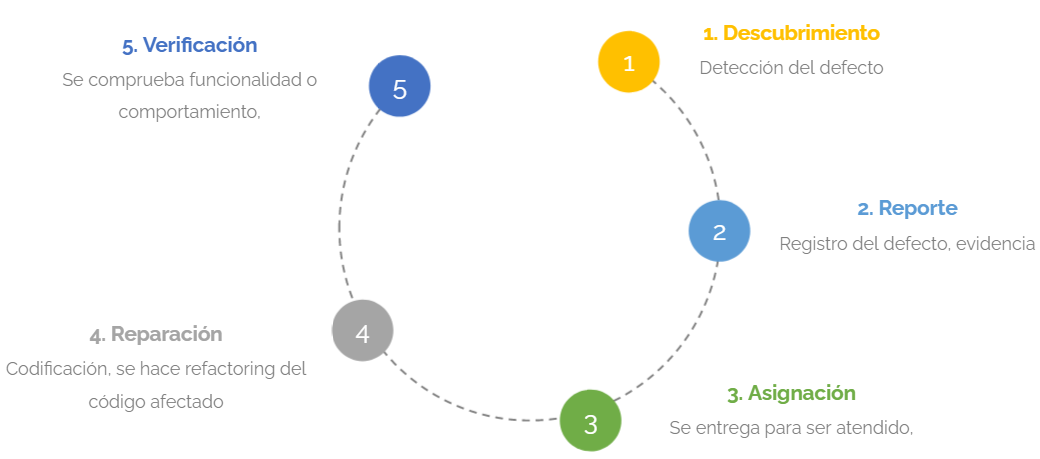 1. Descubrimiento
Detección del defecto
1
2. Reporte
Registro del defecto, evidencia
2
3. Asignación
Se entrega para ser atendido,
3
4. Reparación
Codificación, se hace refactoring del
código afectado
4
5. Verificación
Se comprueba funcionalidad o
comportamiento,
5